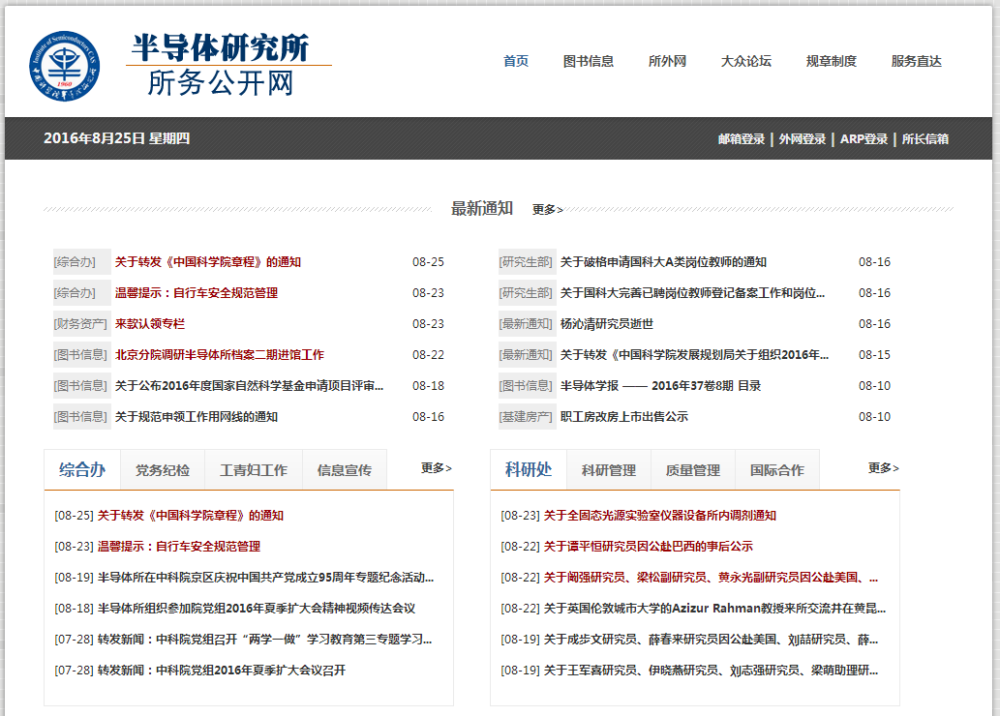 Institute of Semiconductors CAS
1960
半导体研究所
所务公开网
首页 图书信息 所外网 大众论坛 规章制度 服务直达
2016年8月25日 星期四
邮箱登录 | 外网登录 | ARP登录 | 所长信箱
最新通知 更多>
[综合办] 关于转发《中国科学院章程》的通知 08-25
[综合办] 温馨提示：自行车安全规范管理 08-23
[财务资产] 来款认领专栏 08-23
[图书信息] 北京分院调研半导体所档案二期进馆工作 08-22
[图书信息] 关于公布2016年度国家自然科学基金申请项目评审... 08-18
[图书信息] 关于规范申领工作用网线的通知 08-16
[研究生部] 关于破格申请国科大A类岗位教师的通知 08-16
[研究生部] 关于国科大完善已聘岗位教师登记备案工作和岗位... 08-16
[最新通知] 杨沁清研究员逝世 08-16
[最新通知] 关于转发《中国科学院发展规划局关于组织2016年... 08-15
[图书信息] 半导体学报 —— 2016年37卷8期 目录 08-10
[基建房产] 职工房改房上市出售公示 08-10
综合办 党务纪检 工青妇工作 信息宣传 更多>
[08-25] 关于转发《中国科学院章程》的通知
[08-23] 温馨提示：自行车安全规范管理
[08-19] 半导体所在中科院京区庆祝中国共产党成立95周年专题纪念活动...
[08-18] 半导体所组织参加院党组2016年夏季扩大会精神视频传达会议
[07-28] 转发新闻：中科院党组召开“两学一做”学习教育第三专题学习...
[07-28] 转发新闻：中科院党组2016年夏季扩大会议召开
科研处 科研管理 质量管理 国际合作 更多>
[08-23] 关于全固态光源实验室仪器设备所内调剂通知
[08-22] 关于谭平恒研究员因公赴巴西的事后公示
[08-22] 关于阚强研究员、梁松副研究员、黄永光副研究员因公赴美国、...
[08-22] 关于英国伦敦城市大学的Azizur Rahman教授来所交流并在黄昆...
[08-19] 关于成步文研究员、薛春来研究员因公赴美国、刘喆研究员、薛...
[08-19] 关于王军喜研究员、伊晓燕研究员、刘志强研究员、梁萌助理研...